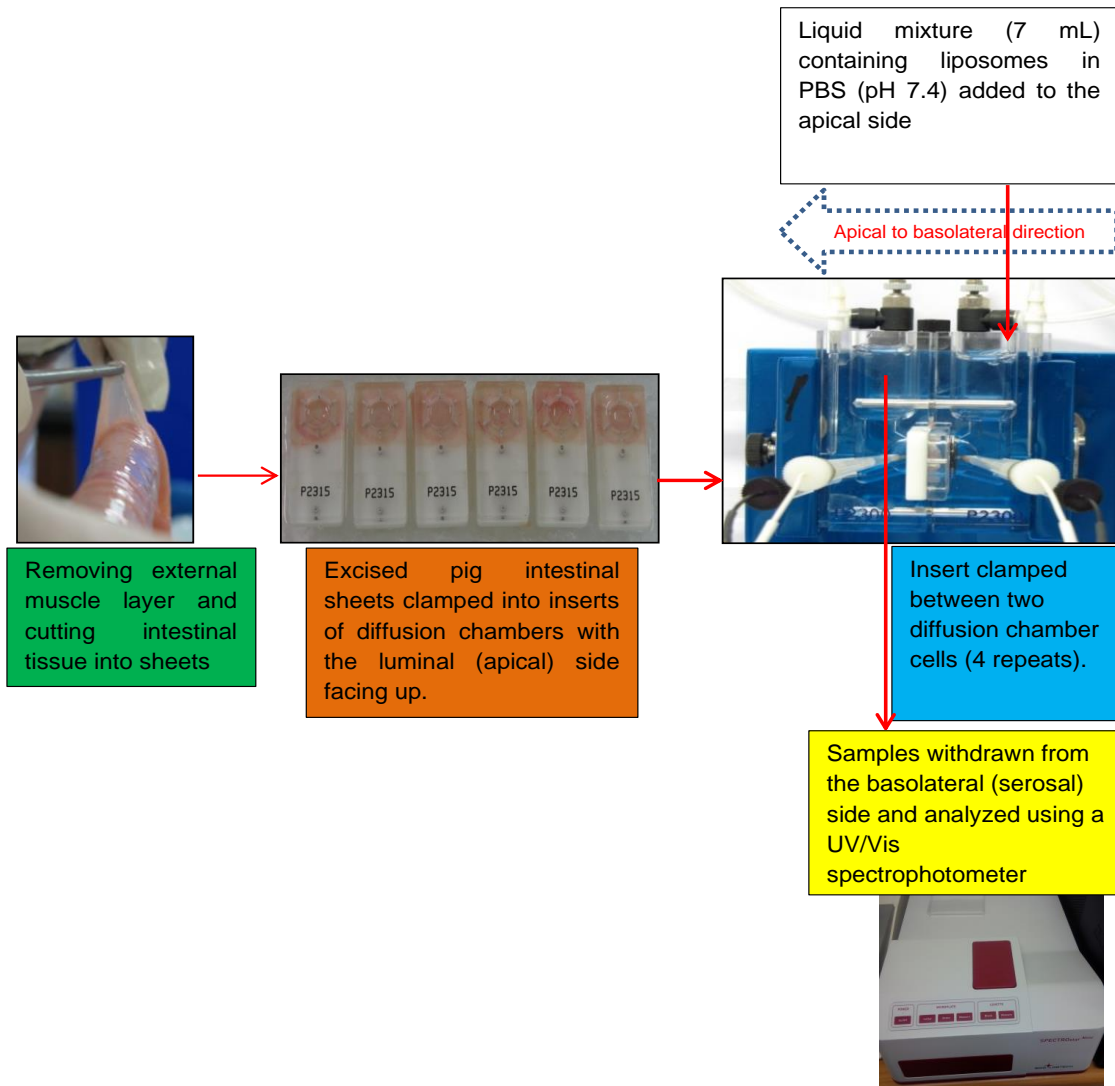 Liquid mixture (7 mL)
containing liposomes in
PBS (pH 7.4) added to the
apical side
Apical to basolateral direction
P2315
P2315
P2315
P2315
P2315
P2315
P2300
P2300
Removing external
muscle layer and
cutting intestinal
tissue into sheets
Excised pig intestinal
sheets clamped into inserts
of diffusion chambers with
the luminal (apical) side
facing up.
Insert clamped
between two
diffusion chamber
cells (4 repeats).
Samples withdrawn from
the basolateral (serosal)
side and analyzed using a
UV/Vis
spectrophotometer